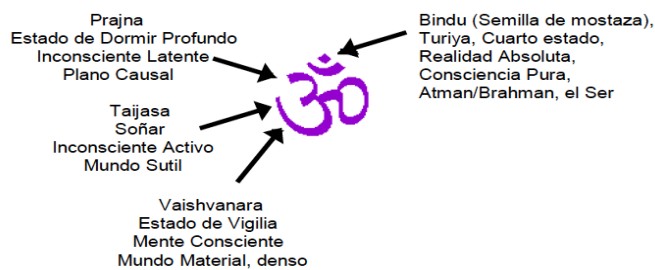 Prajna
Estado de Dormir Profundo
Inconsciente Latente
Plano Causal
Taijasa
Soñar
Inconsciente Activo
Mundo Sutil
Vaishvanara
Estado de Vigilia
Mente Consciente
Mundo Material, denso
ॐ
Bindu (Semilla de mostaza),
Turiya, Cuarto estado,
Realidad Absoluta,
Consciencia Pura,
Atman/Brahman, el Ser